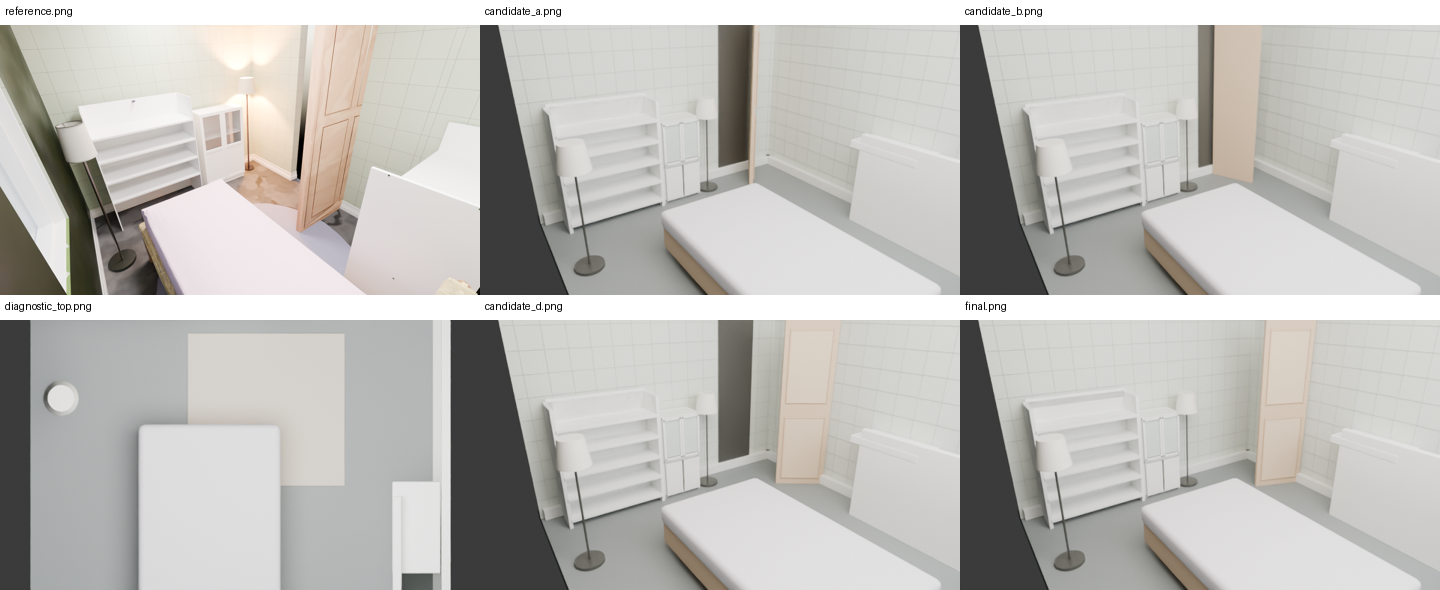 reference.png
candidate_a.png
candidate_b.png
diagnostic_top.png
candidate_d.png
final.png